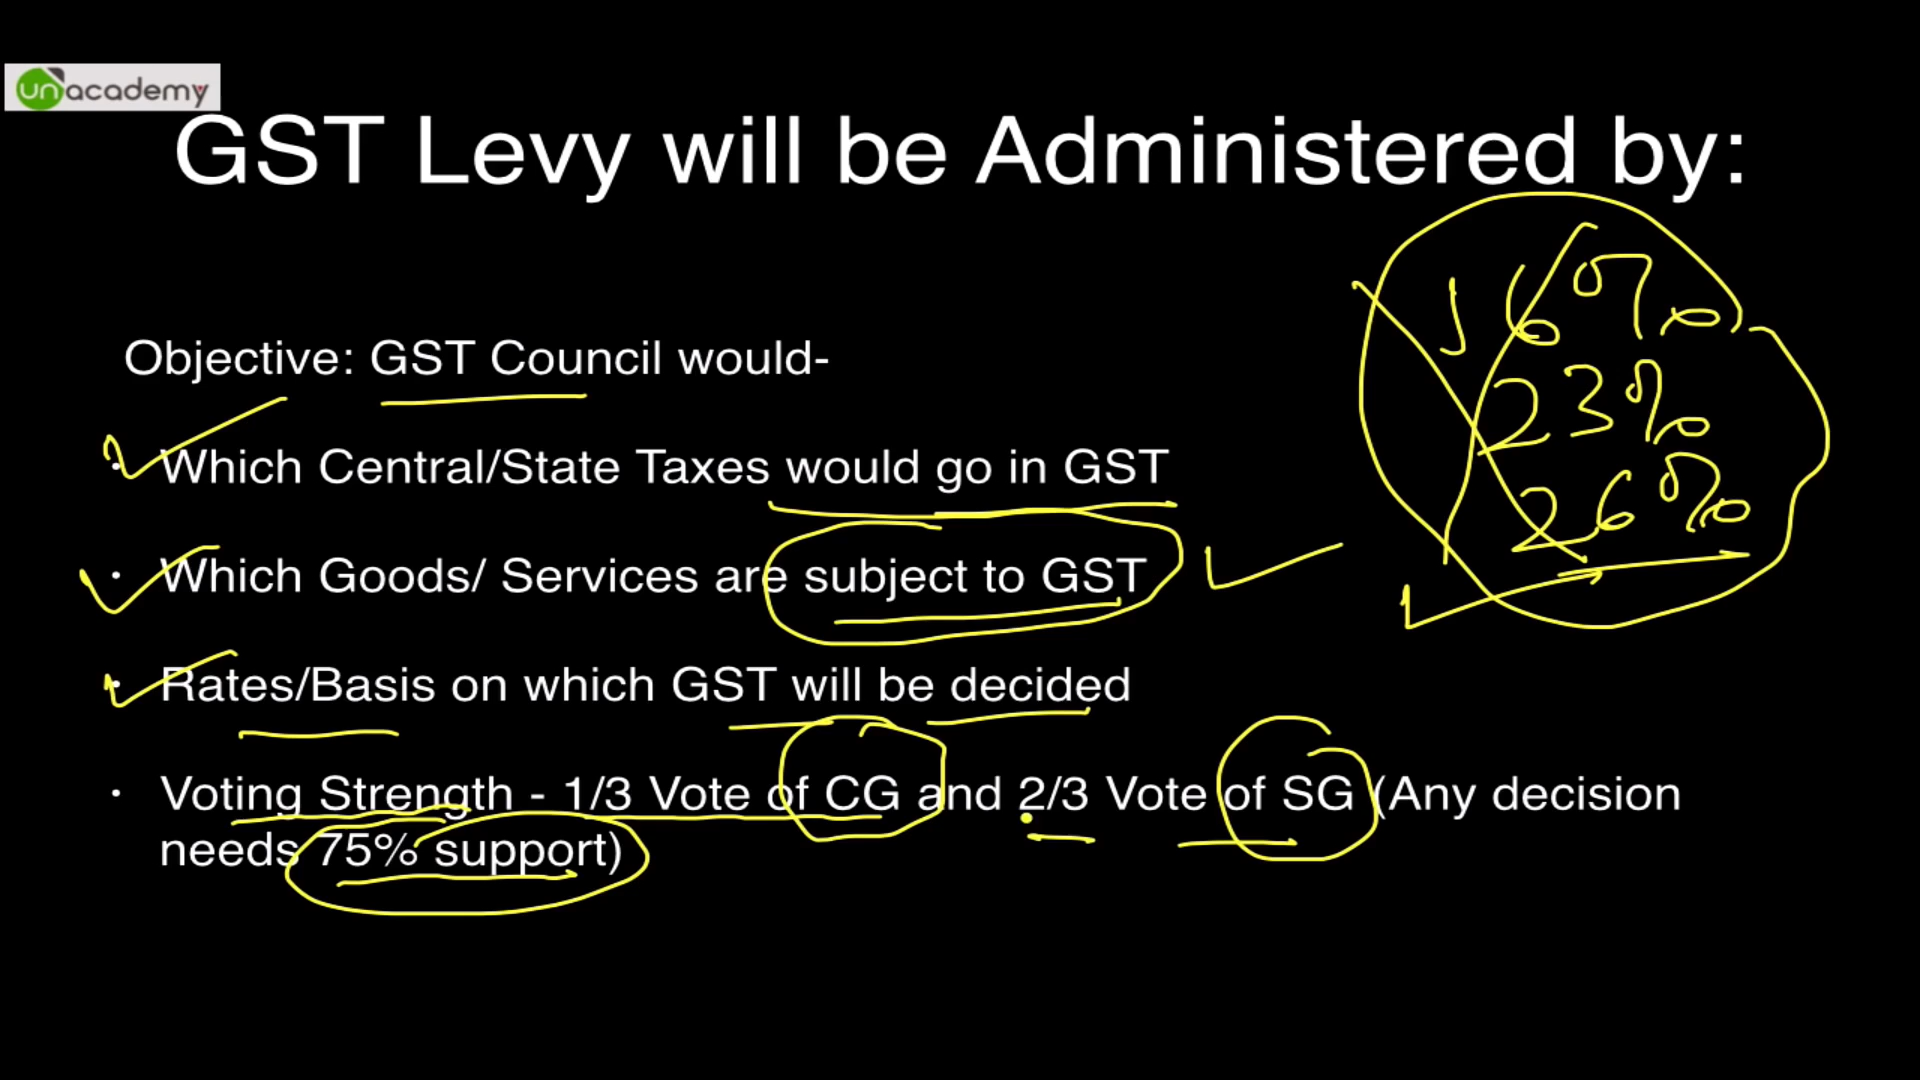 unacademy
GST Levy will be Administered by:
Objective: GST Council would-
16%
23%
26%
• Which Central/State Taxes would go in GST
• Which Goods/ Services are subject to GST
• Rates/Basis on which GST will be decided
• Voting Strength - 1/3 Vote of CG and 2/3 Vote of SG (Any decision
needs 75% support)